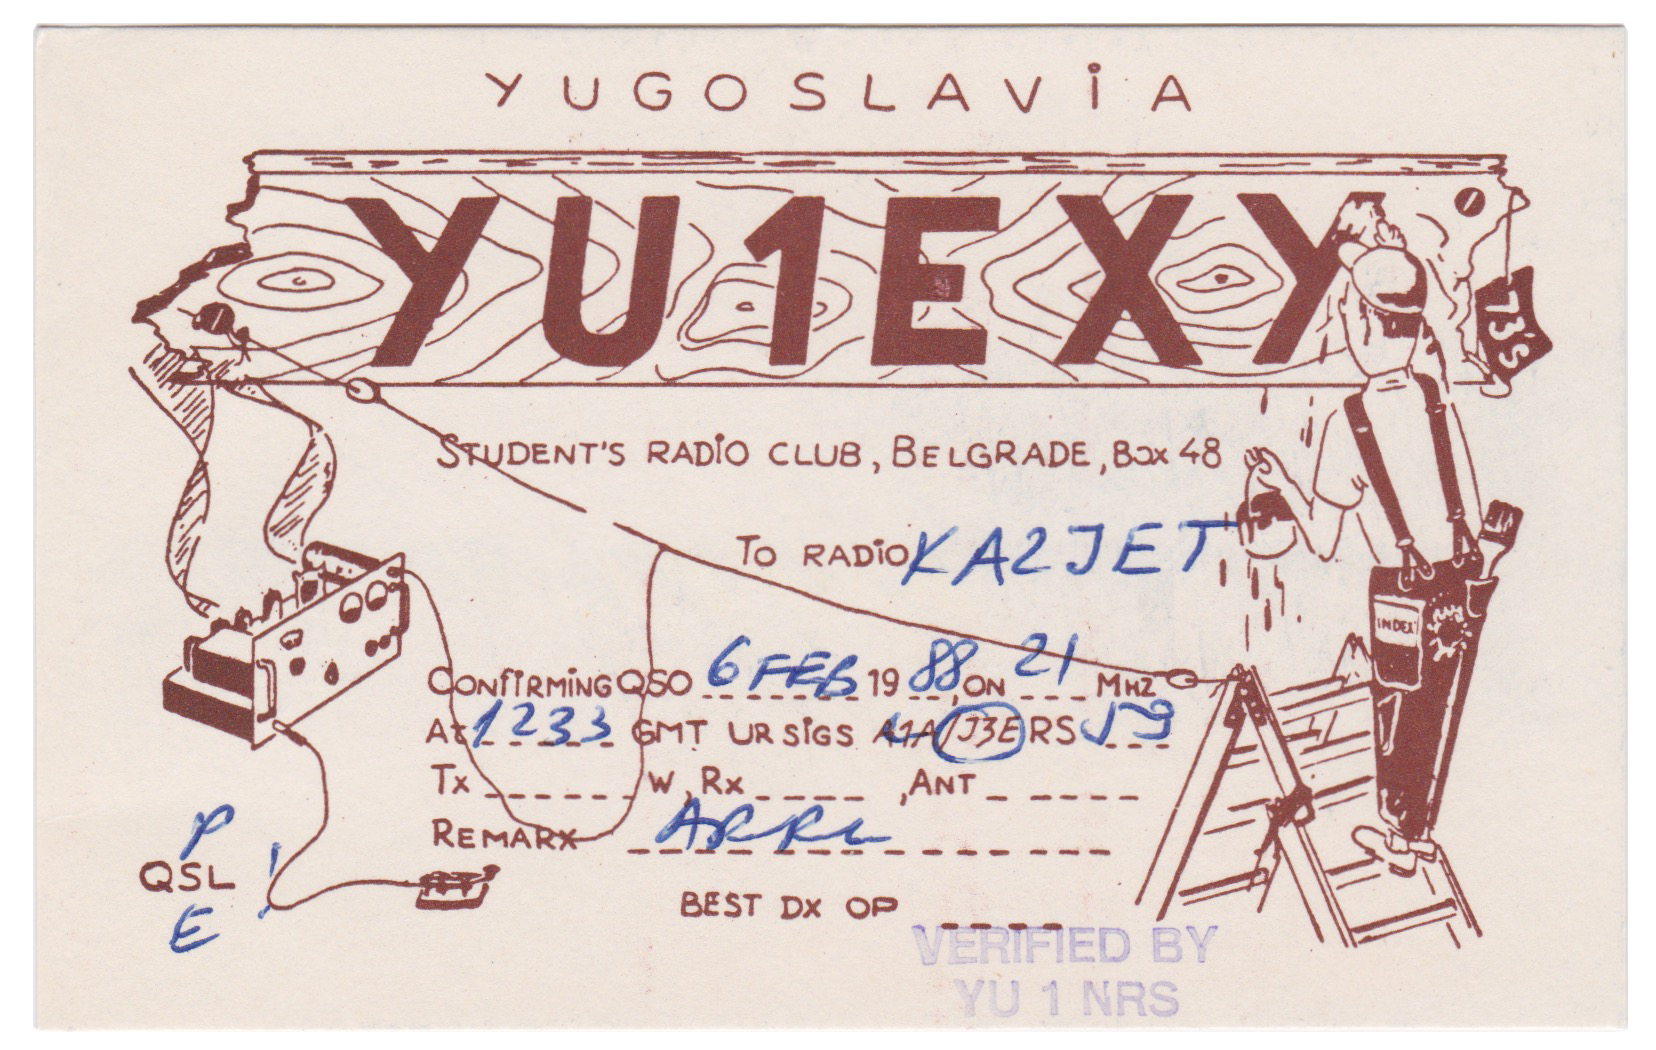 YUGOSLAVIA
YU1EXY
73's
STUDENT'S RADIO CLUB, BELGRADE, BOX 48
TO RADIO KA2JET
INDEX
CONFIRMING QSO 6 FEB 1988, ON 21 MHZ
At 1233 GMT UR SIGS A1A/J3E RS 59
TX _ _ _ W, RX _ _ _ , ANT _ _ _
REMARX ARRL
P
QSL !
E
BEST DX OP _ _ _
VERIFIED BY
YU 1 NRS